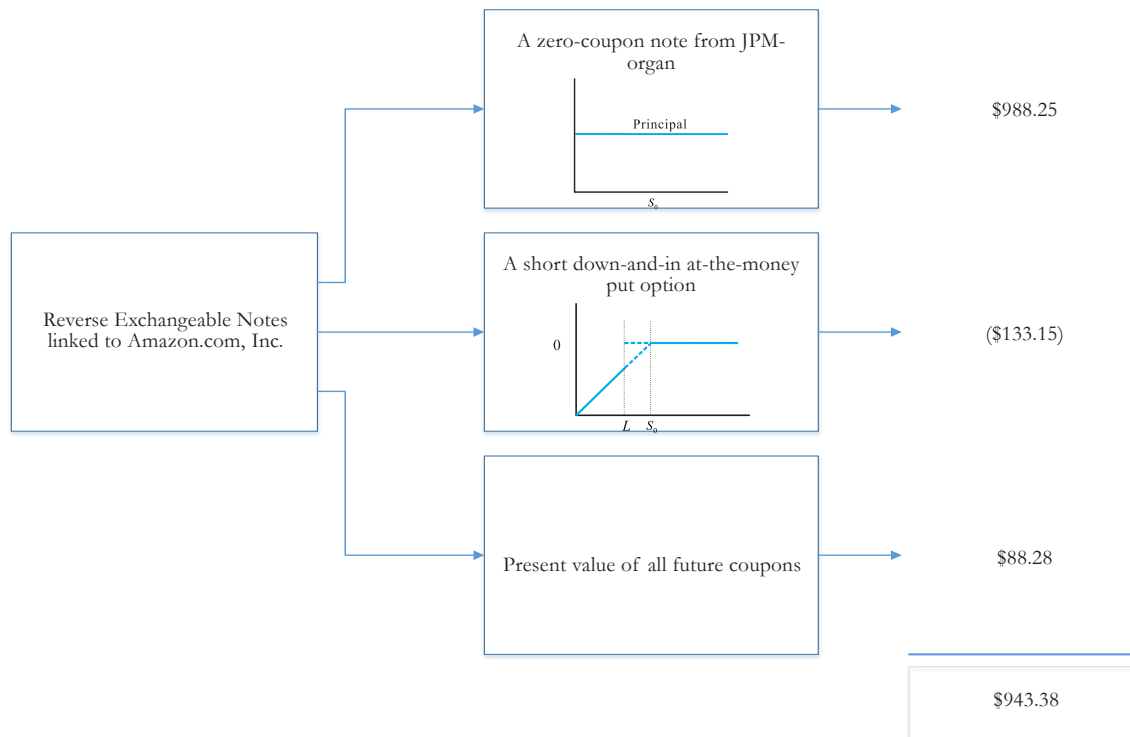 A zero-coupon note from JPM-
organ
Principal
S₀
$988.25
Reverse Exchangeable Notes
linked to Amazon.com, Inc.
A short down-and-in at-the-money
put option
0
L S₀
($133.15)
Present value of all future coupons
$88.28
$943.38